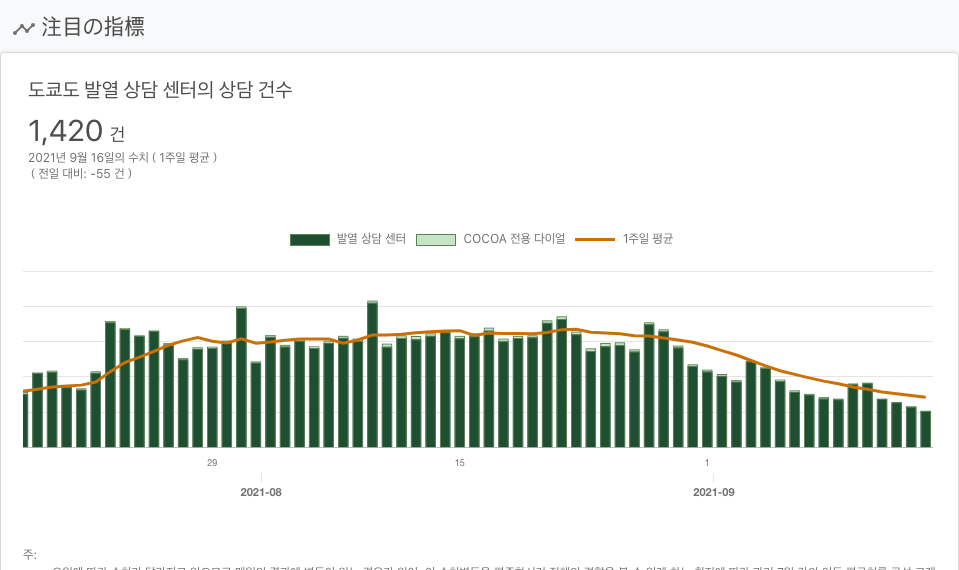 注目の指標
도쿄도 발열 상담 센터의 상담 건수
1,420 건
2021년 9월 16일의 수치 ( 1주일 평균 )
( 전일 대비: -55 건 )
발열 상담 센터 COCOA 전용 다이얼 1주일 평균
29 15 1
2021-08 2021-09
주: